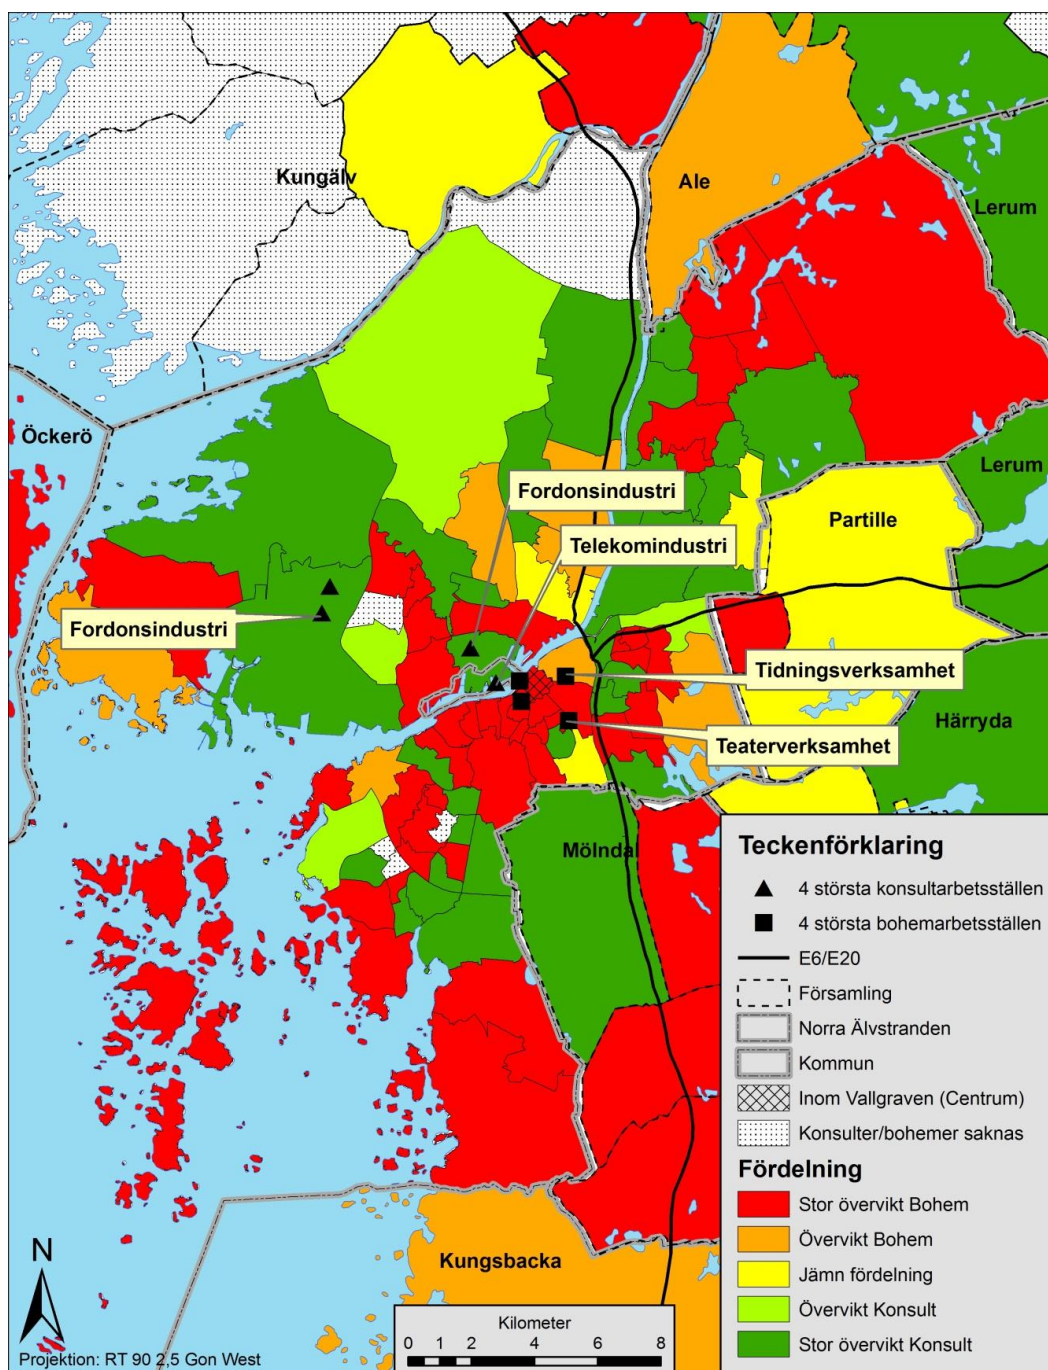 Kungälv
Ale
Lerum
Öckerö
Lerum
Fordonsindustri
Partille
Telekomindustri
Fordonsindustri
Tidningsverksamhet
Härryda
Teaterverksamhet
Mölndal
Kungsbacka
Teckenförklaring
4 största konsultarbetsställen
4 största bohemarbetsställen
E6/E20
Församling
Norra Älvstranden
Kommun
Inom Vallgraven (Centrum)
Konsulter/bohemer saknas
Fördelning
Stor övervikt Bohem
Övervikt Bohem
Jämn fördelning
Övervikt Konsult
Stor övervikt Konsult
N
Kilometer
0 1 2 4 6 8
Projektion: RT 90 2,5 Gon West